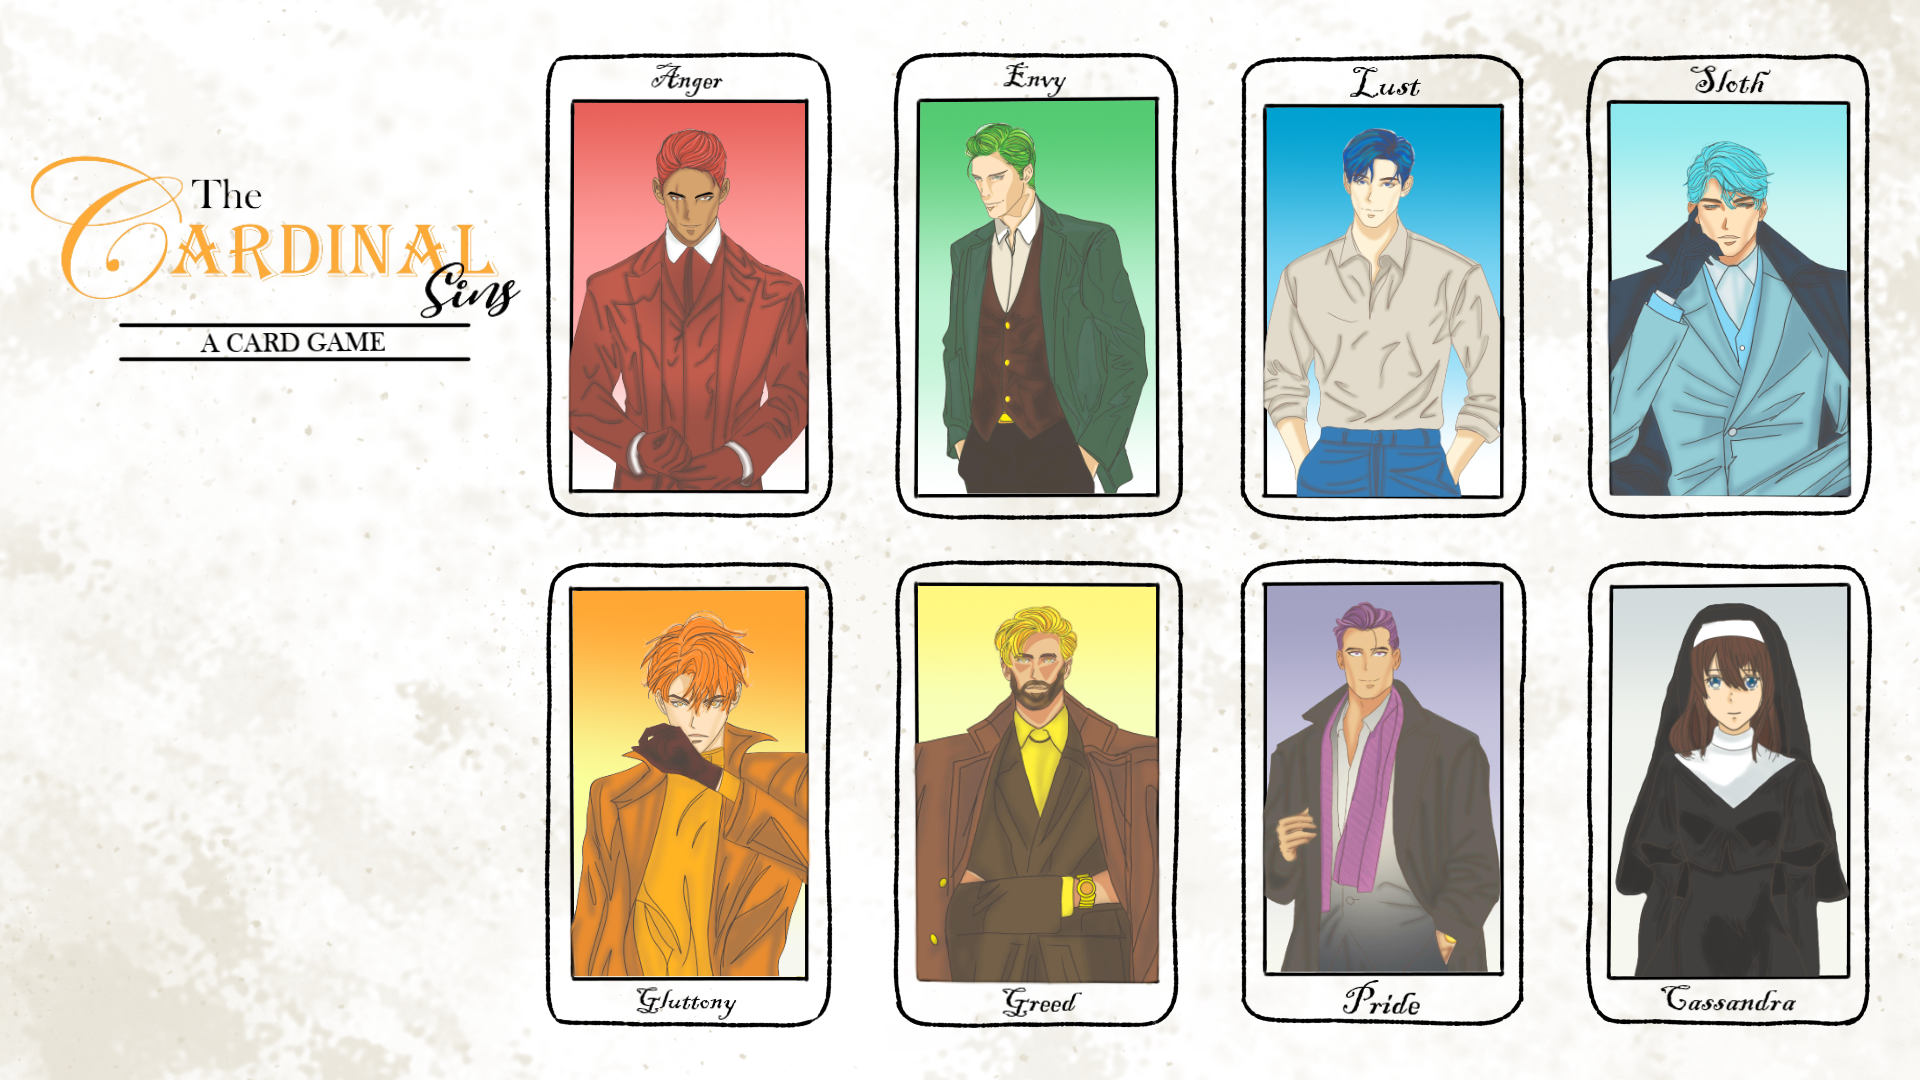 The
CARDINAL
Sins
A CARD GAME
Anger
Envy
Lust
Sloth
Gluttony
Greed
Pride
Cassandra